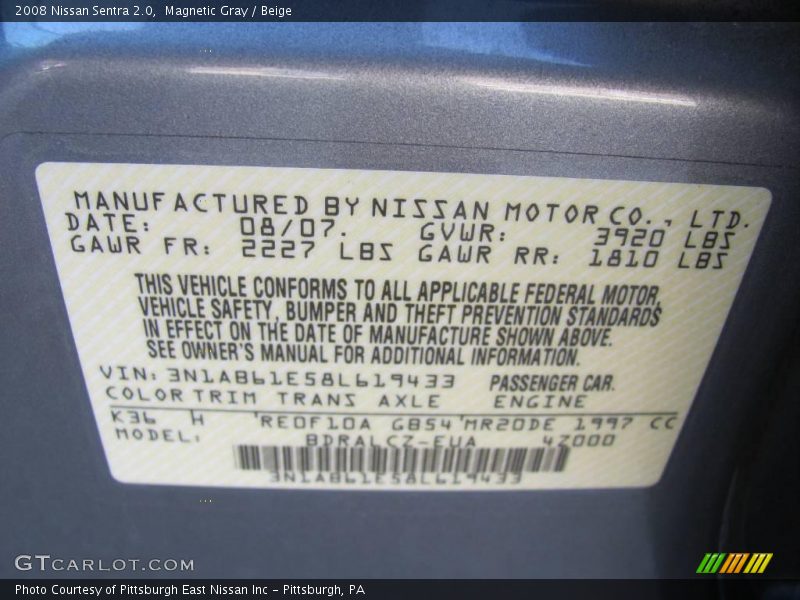 2008 Nissan Sentra 2.0,  Magnetic Gray / Beige
MANUFACTURED BY NISSAN MOTOR CO., LTD.
DATE: 08/07. GVWR: 3920 LBS
GAWR FR: 2227 LBS GAWR RR: 1810 LBS
THIS VEHICLE CONFORMS TO ALL APPLICABLE FEDERAL MOTOR,
VEHICLE SAFETY, BUMPER AND THEFT PREVENTION STANDARDS
IN EFFECT ON THE DATE OF MANUFACTURE SHOWN ABOVE.
SEE OWNER'S MANUAL FOR ADDITIONAL INFORMATION.
VIN: 3N1AB61E58L619433 PASSENGER CAR.
COLOR TRIM TRANS AXLE ENGINE
K36 H 'RE0F10A GB54 'MR20DE 1997 CC
MODEL: BDRALCZ-EUA 4Z000
3N1AB61E58L619433
GTCARLOT.COM
Photo Courtesy of Pittsburgh East Nissan Inc - Pittsburgh, PA